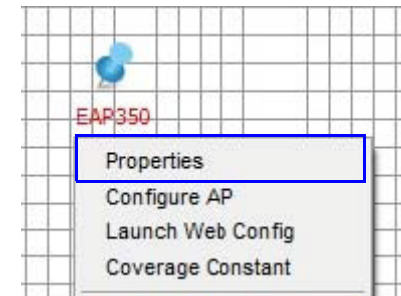 EAP350
Properties
Configure AP
Launch Web Config
Coverage Constant